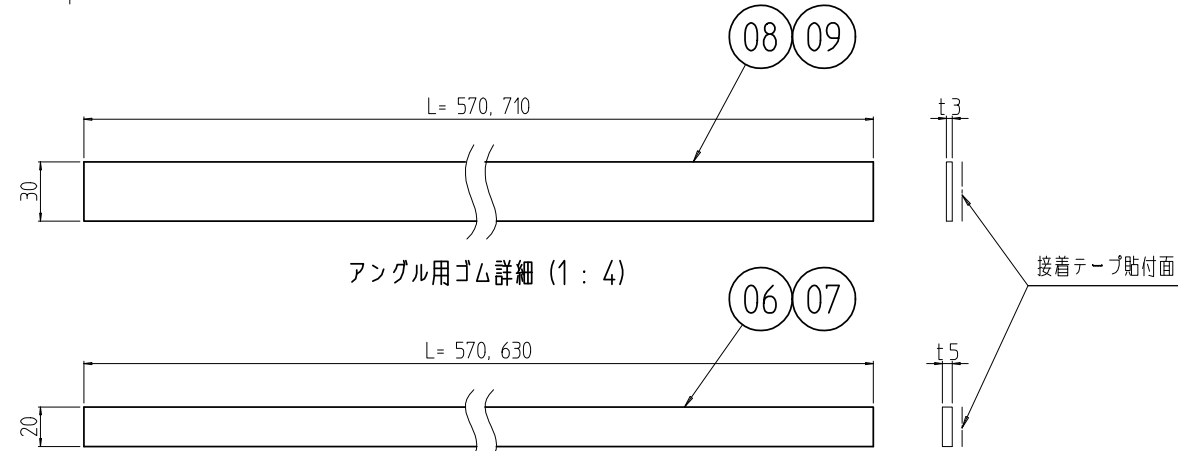 08 09
L= 570, 710
t3
30
アングル用ゴム詳細 (1 : 4)
接着テープ貼付面
06 07
L= 570, 630
t5
20